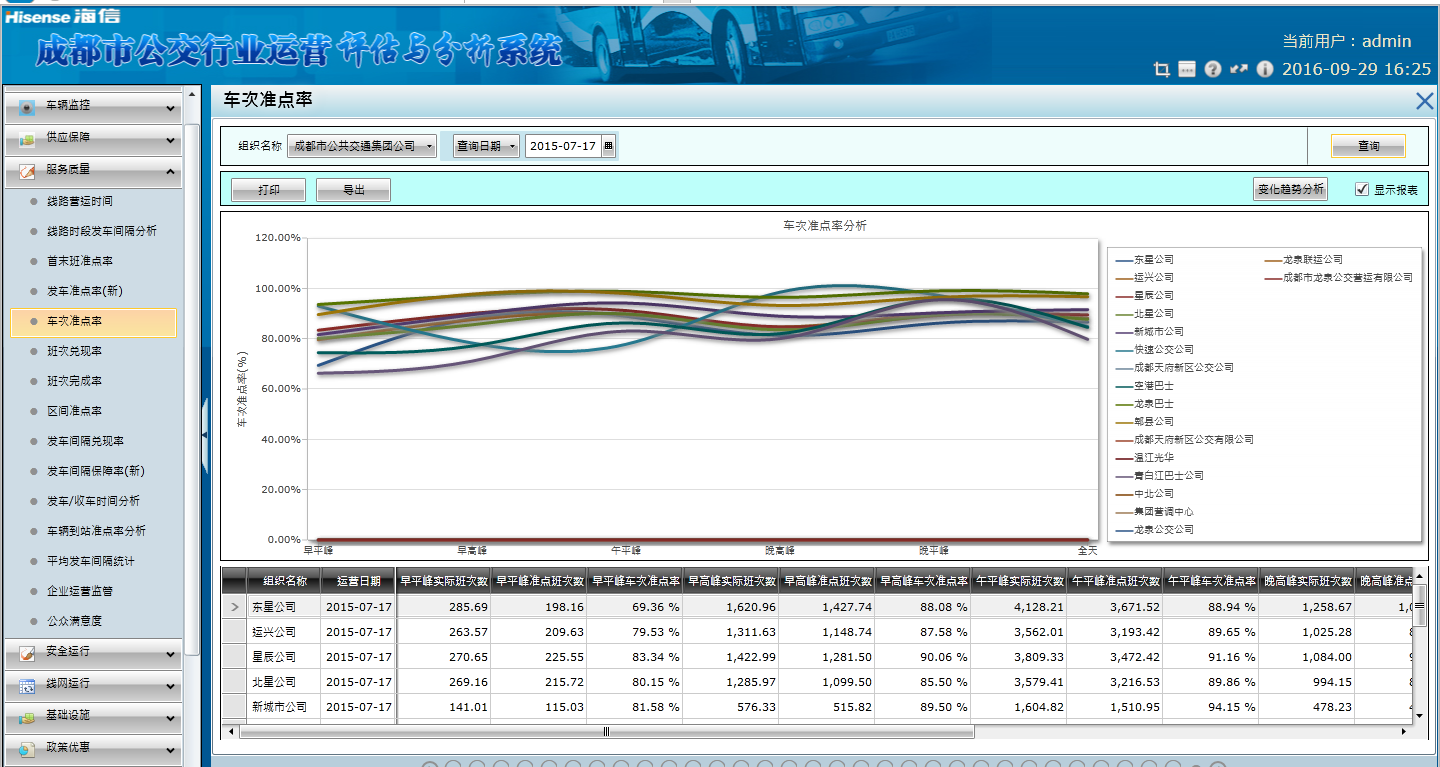 Hisense 海信
成都市公交行业运营评估与分析系统
当前用户：admin
2016-09-29 16:25
车辆监控
供应保障
服务质量
线路营运时间
线路时段发车间隔分析
首末班准点率
发车准点率(新)
车次准点率
班次兑现率
班次完成率
区间准点率
发车间隔兑现率
发车间隔保障率(新)
发车/收车时间分析
车辆到站准点率分析
平均发车间隔统计
企业运营监管
公众满意度
安全运行
线网运行
基础设施
政策优惠
车次准点率
组织名称 成都市公共交通集团公司 查询日期 2015-07-17 查询
打印 导出 变化趋势分析 显示报表
车次准点率分析
车次准点率(%)
120.00%
100.00%
80.00%
60.00%
40.00%
20.00%
0.00%
早平峰 早高峰 午平峰 晚高峰 晚平峰 全天
东星公司 龙泉联运公司
运兴公司 成都市龙泉公交营运有限公司
星辰公司
北星公司
新城市公司
快速公交公司
成都天府新区公交公司
空港巴士
龙泉巴士
郫县公司
成都天府新区公交有限公司
温江光华
青白江巴士公司
中北公司
集团营调中心
龙泉公交公司
组织名称 运营日期 早平峰实际班次数 早平峰准点班次数 早平峰车次准点率 早高峰实际班次数 早高峰准点班次数 早高峰车次准点率 午平峰实际班次数 午平峰准点班次数 午平峰车次准点率 晚高峰实际班次数 晚高峰准点
东星公司 2015-07-17 285.69 198.16 69.36 % 1,620.96 1,427.74 88.08 % 4,128.21 3,671.52 88.94 % 1,258.67
运兴公司 2015-07-17 263.57 209.63 79.53 % 1,311.63 1,148.74 87.58 % 3,562.01 3,193.42 89.65 % 1,025.28
星辰公司 2015-07-17 270.65 225.55 83.34 % 1,422.99 1,281.50 90.06 % 3,809.33 3,472.42 91.16 % 1,084.00
北星公司 2015-07-17 269.16 215.72 80.15 % 1,285.97 1,099.50 85.50 % 3,579.41 3,216.53 89.86 % 994.15
新城市公司 2015-07-17 141.01 115.03 81.58 % 576.33 515.82 89.50 % 1,604.82 1,510.95 94.15 % 478.23